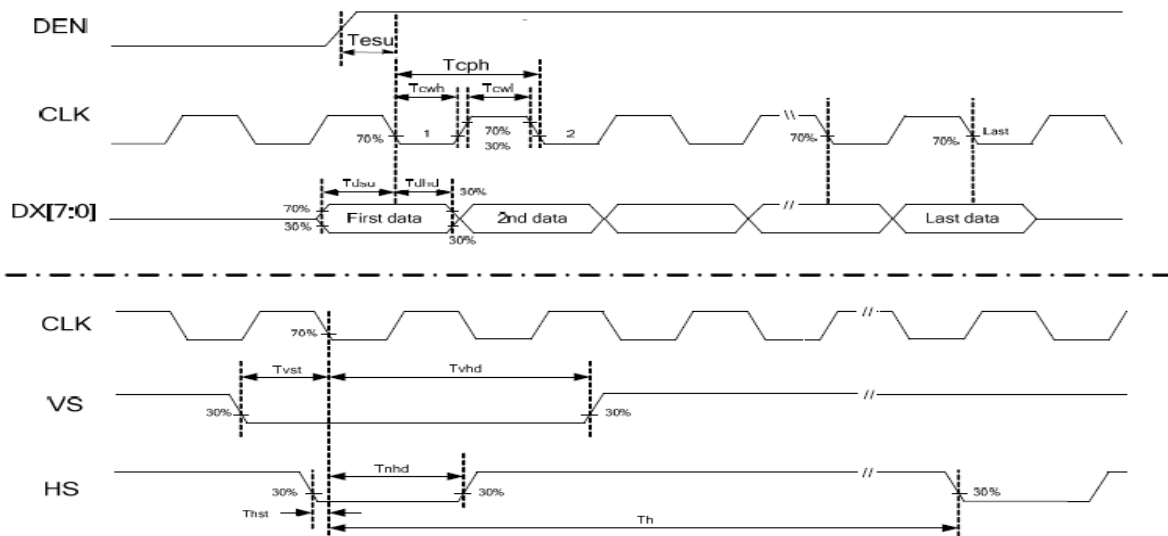 DEN
Tesu
Tcph
Tcwh Tcwl
CLK
70% 1 70% 30% 2 // 70% 70% Last
Tdsu Tdhd 30%
DX[7:0] 70% 30% First data 30% 2nd data // Last data
CLK 70% //
Tvst Tvhd
VS 30% 30% //
Tnhd
HS 30% 30% // 30%
Thst Th